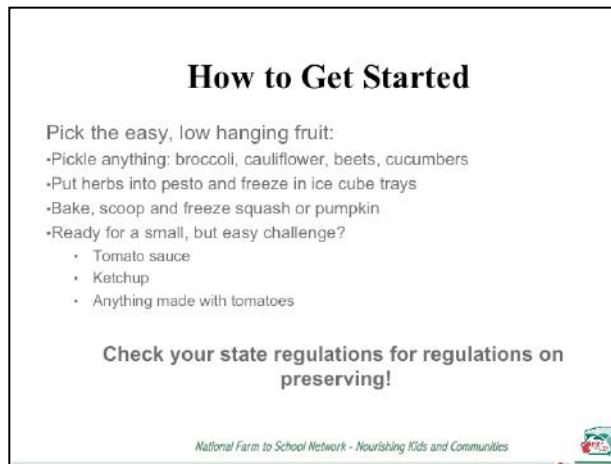 How to Get Started
Pick the easy, low hanging fruit:
•Pickle anything: broccoli, cauliflower, beets, cucumbers
•Put herbs into pesto and freeze in ice cube trays
•Bake, scoop and freeze squash or pumpkin
•Ready for a small, but easy challenge?
• Tomato sauce
• Ketchup
• Anything made with tomatoes
Check your state regulations for regulations on
preserving!
National Farm to School Network - Nourishing Kids and Communities